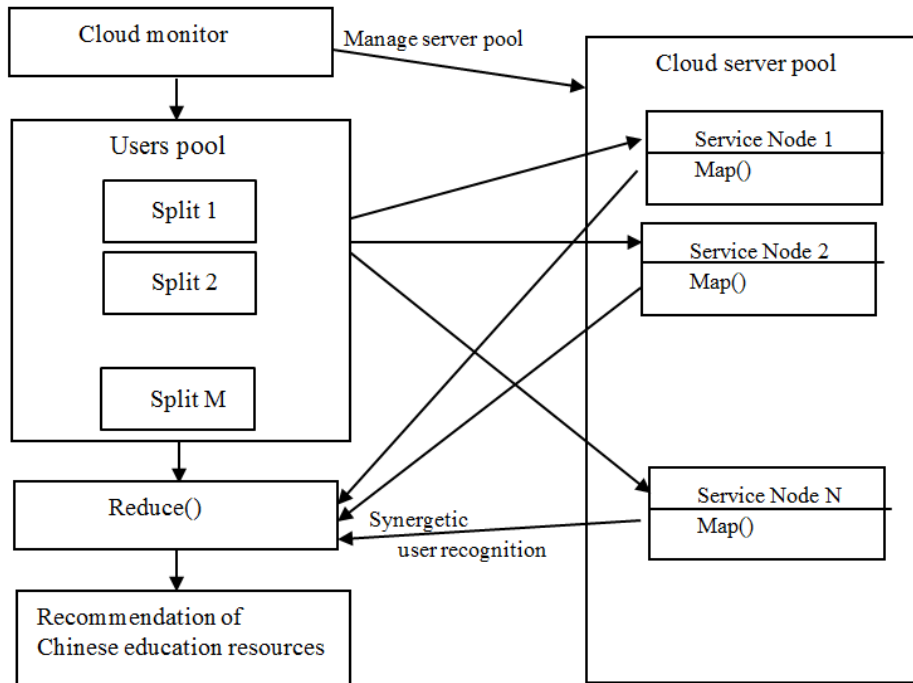 Cloud monitor
Manage server pool
Cloud server pool
Users pool
Split 1
Split 2
Split M
Service Node 1
Map()
Service Node 2
Map()
Service Node N
Map()
Reduce()
Synergetic
user recognition
Recommendation of
Chinese education resources